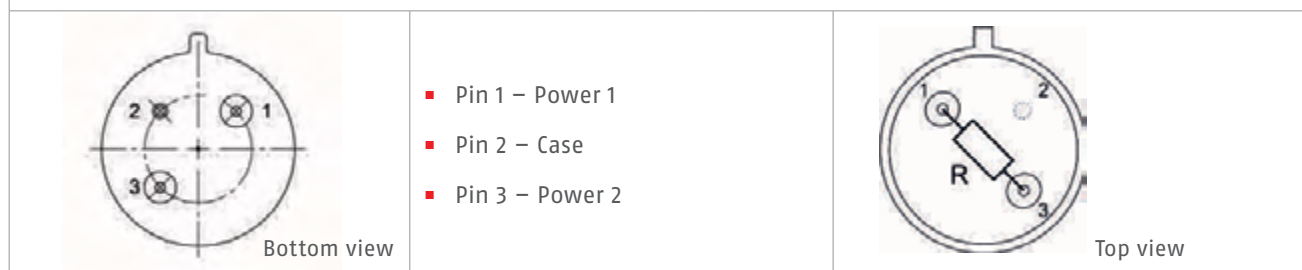 2 1
3
Bottom view
Pin 1 – Power 1
Pin 2 – Case
Pin 3 – Power 2
1 2
R
3
Top view